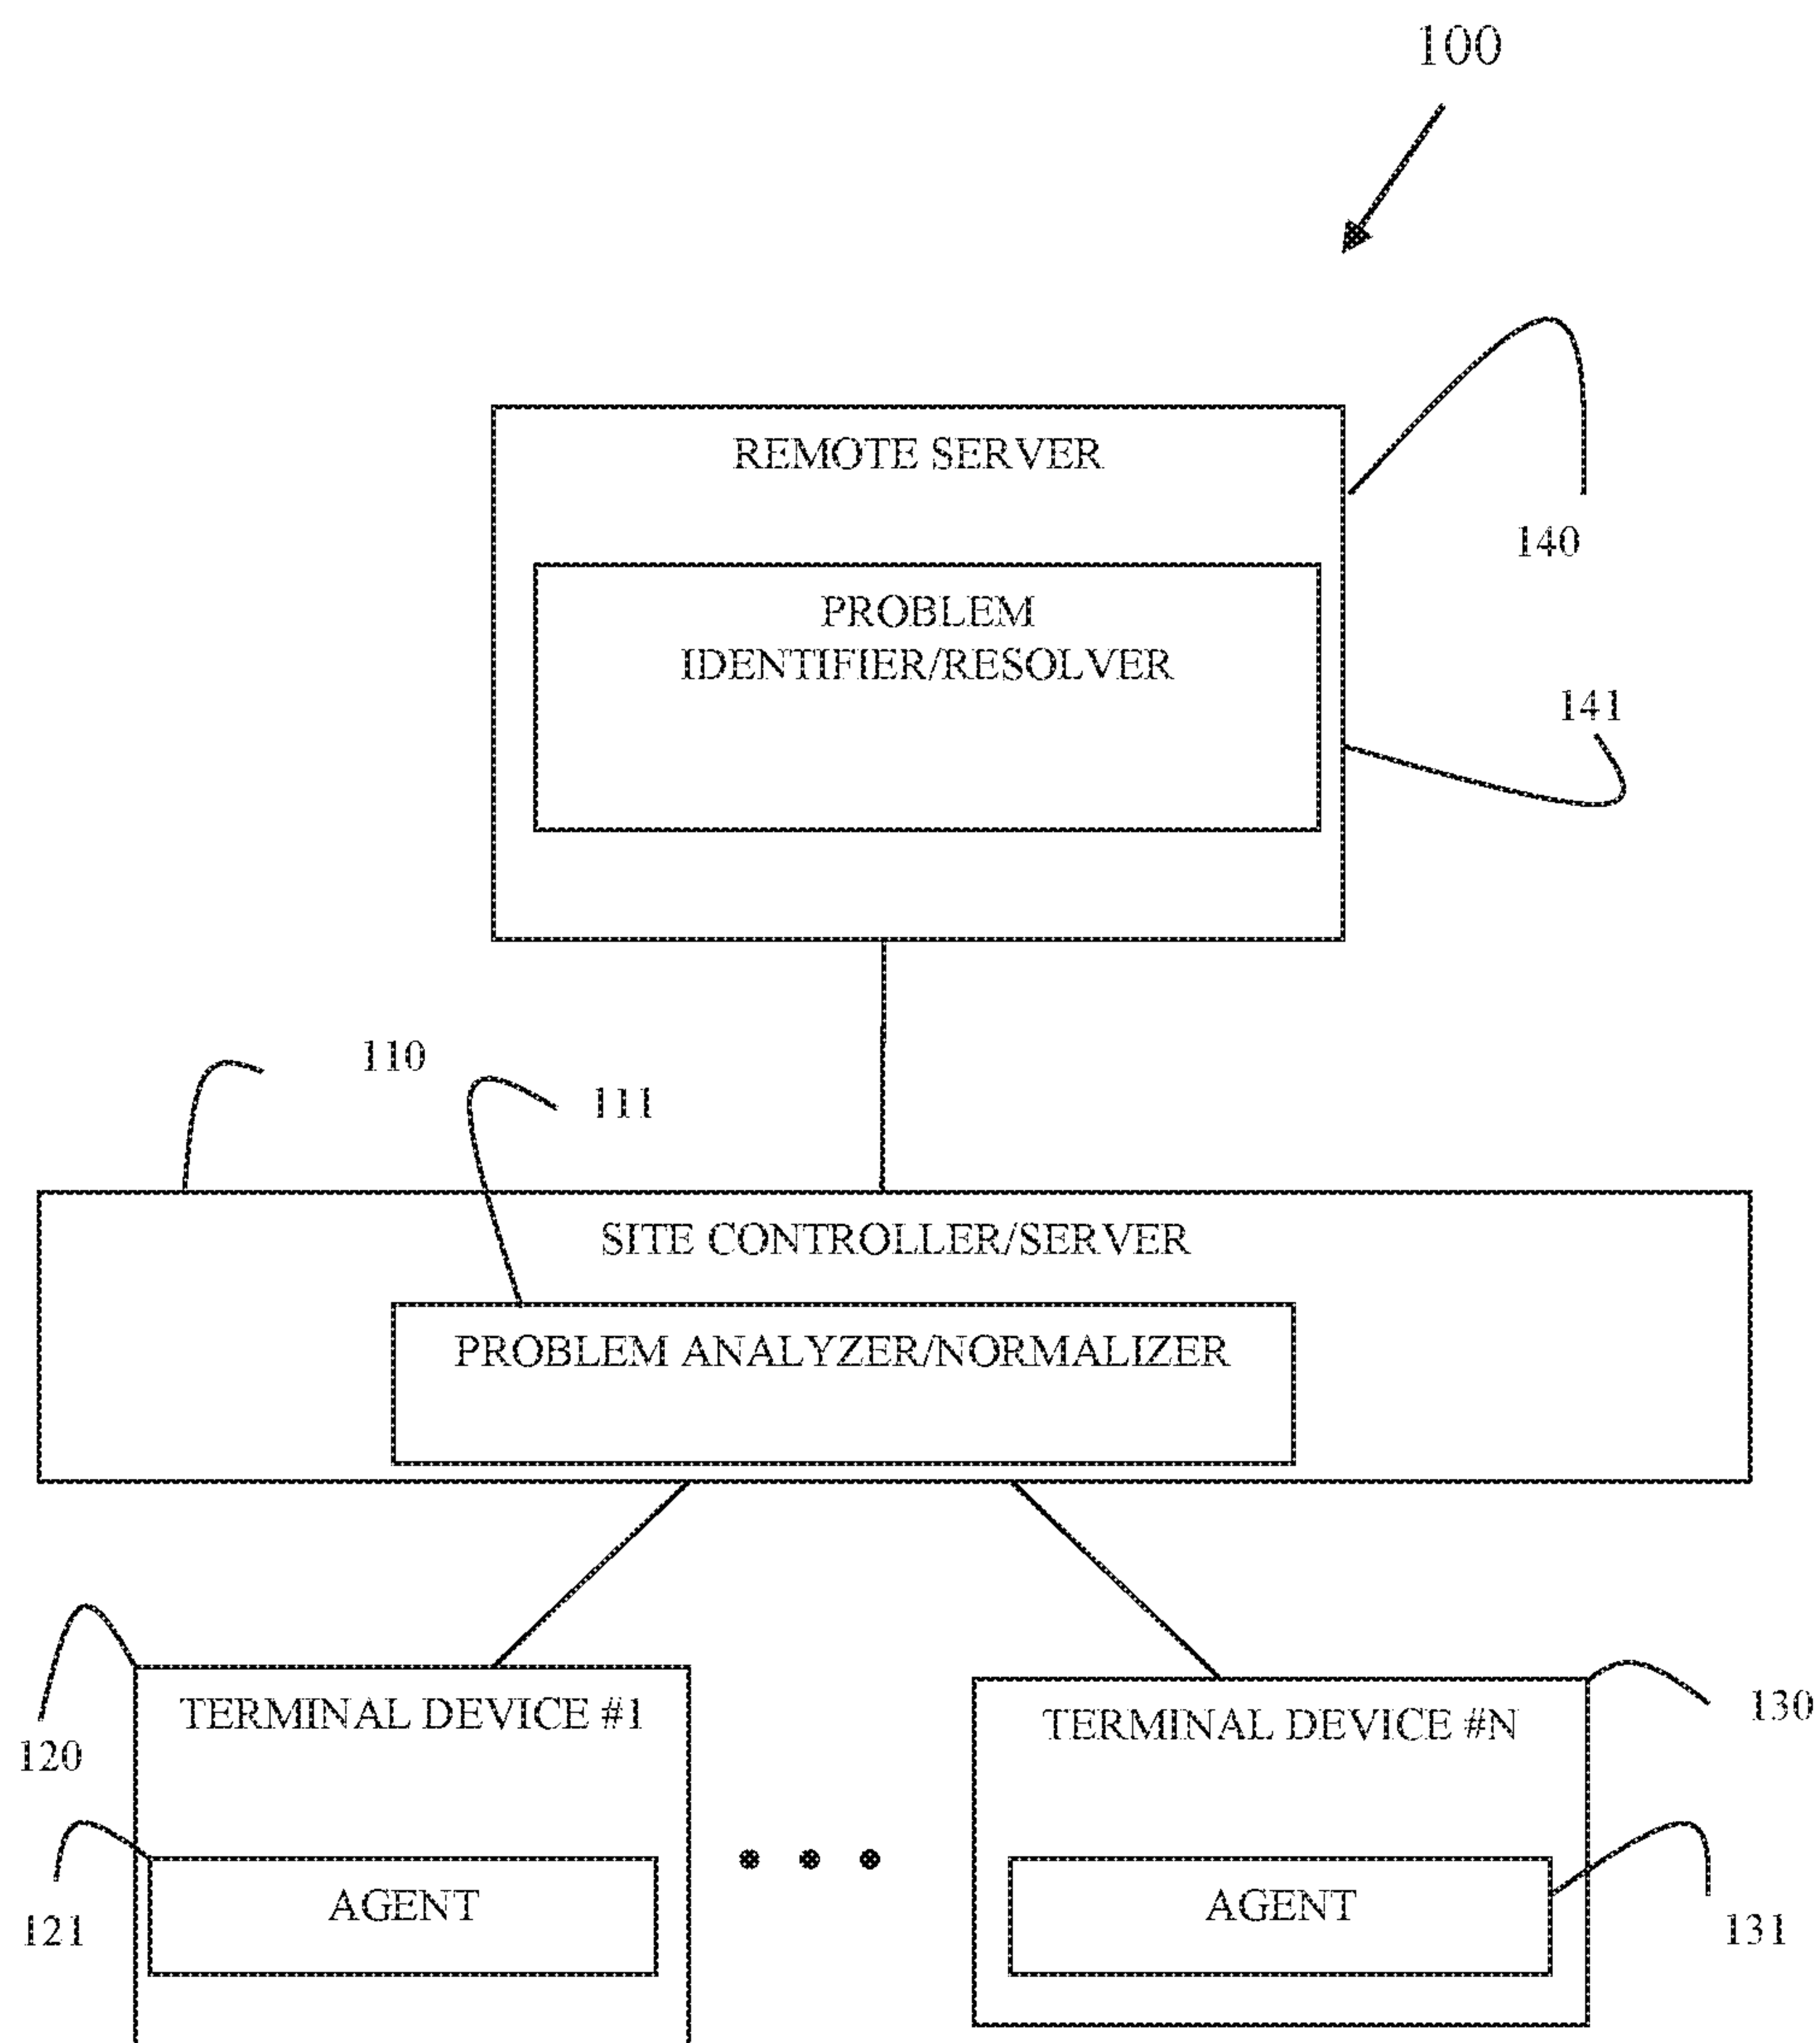 100
REMOTE SERVER
140
PROBLEM
IDENTIFIER/RESOLVER
141
110
111
SITE CONTROLLER/SERVER
PROBLEM ANALYZER/NORMALIZER
TERMINAL DEVICE #1
TERMINAL DEVICE #N
130
120
AGENT
AGENT
121
131